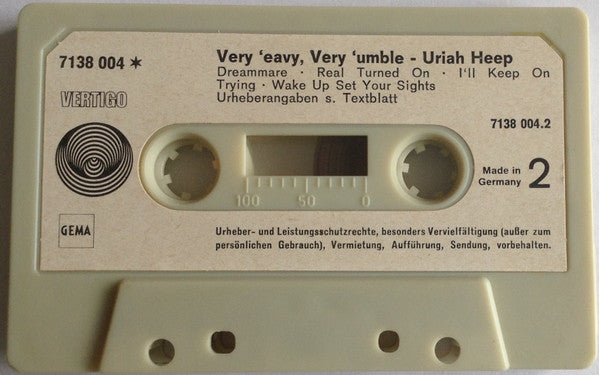 7138 004 *
Very ‘eavy, Very ‘umble - Uriah Heep
Dreammare · Real Turned On · I'll Keep On
Trying · Wake Up Set Your Sights
Urheberangaben s. Textblatt
VERTIGO
7138 004.2
Made in
Germany
2
100 50 0
GEMA
Urheber- und Leistungsschutzrechte, besonders Vervielfältigung (außer zum
persönlichen Gebrauch), Vermietung, Aufführung, Sendung, vorbehalten.